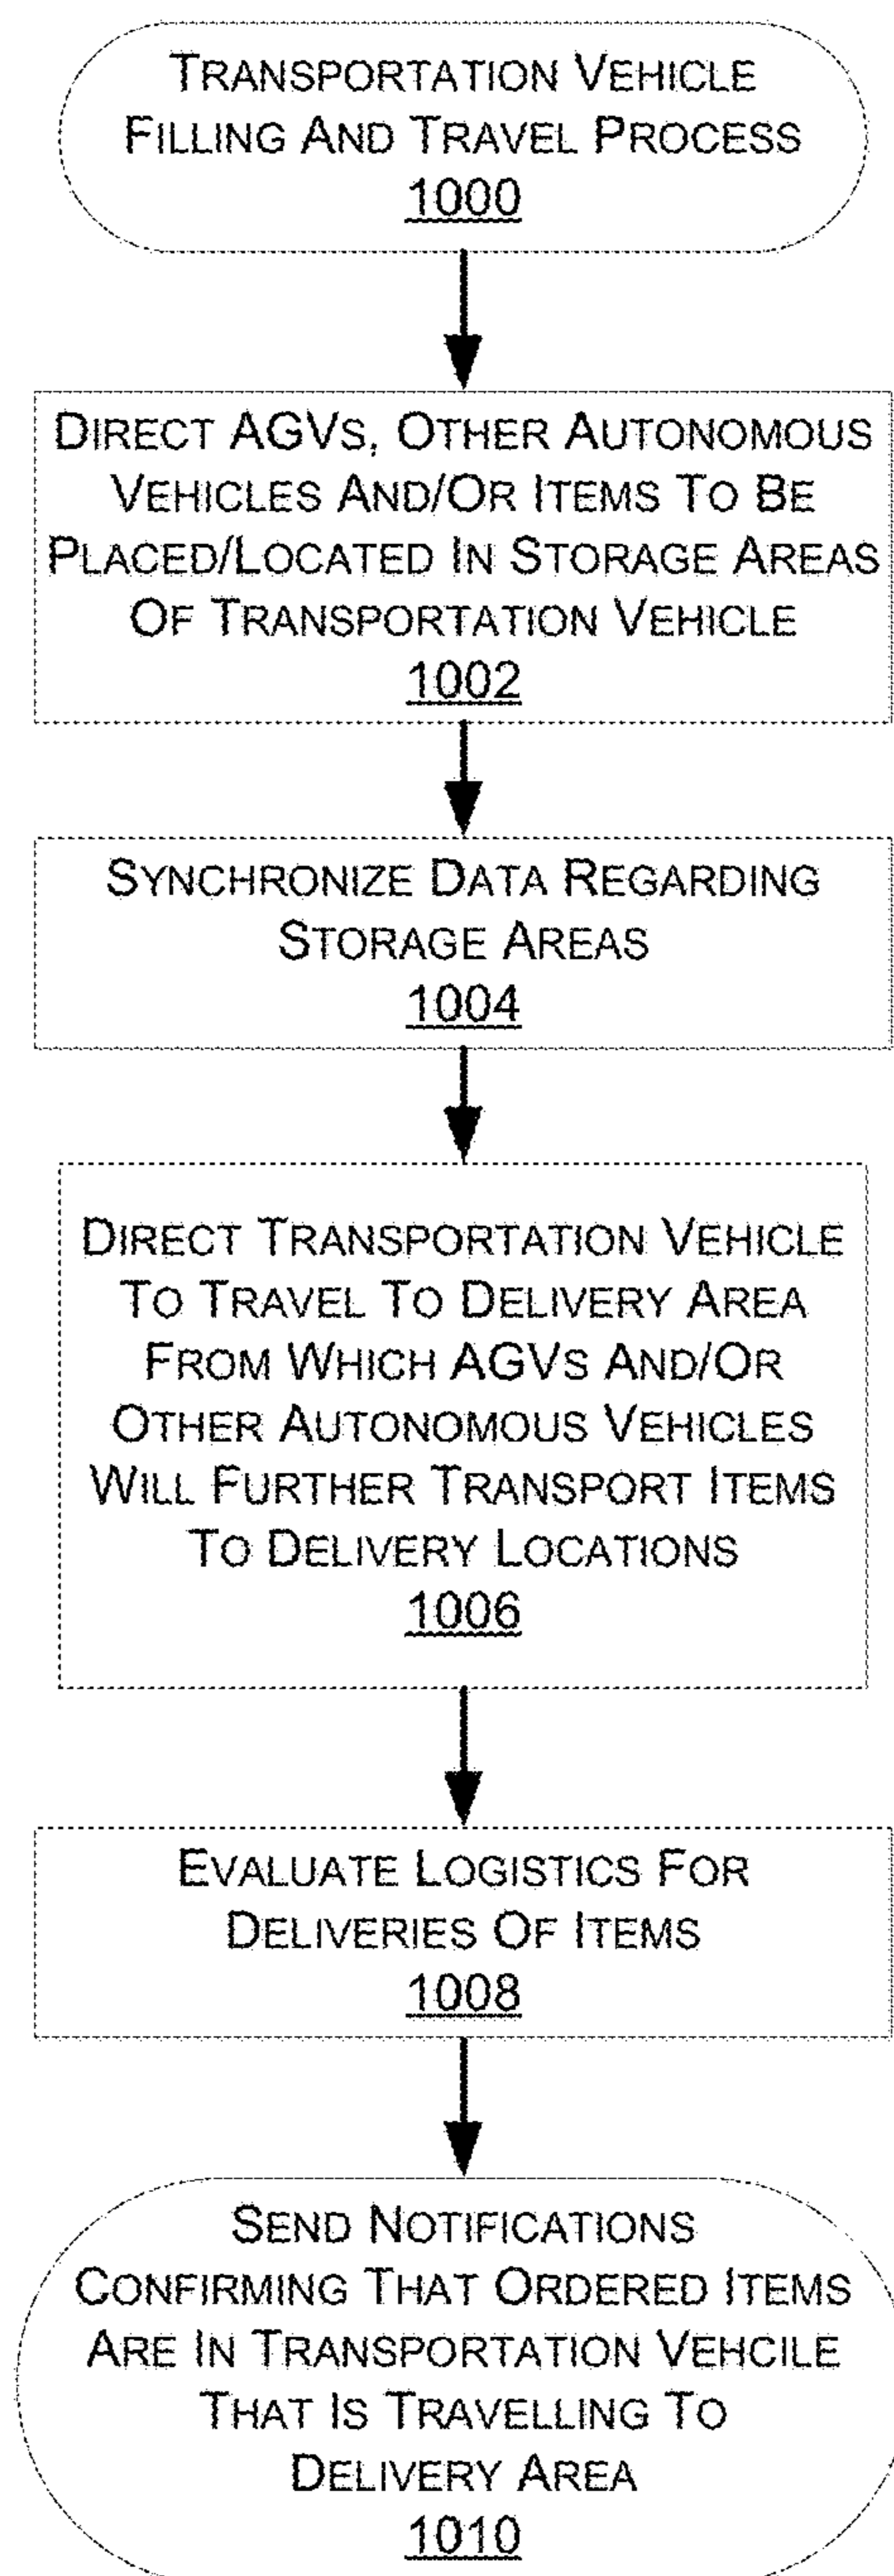 TRANSPORTATION VEHICLE
FILLING AND TRAVEL PROCESS
1000
DIRECT AGVS, OTHER AUTONOMOUS
VEHICLES AND/OR ITEMS TO BE
PLACED/LOCATED IN STORAGE AREAS
OF TRANSPORTATION VEHICLE
1002
SYNCHRONIZE DATA REGARDING
STORAGE AREAS
1004
DIRECT TRANSPORTATION VEHICLE
TO TRAVEL TO DELIVERY AREA
FROM WHICH AGVS AND/OR
OTHER AUTONOMOUS VEHICLES
WILL FURTHER TRANSPORT ITEMS
TO DELIVERY LOCATIONS
1006
EVALUATE LOGISTICS FOR
DELIVERIES OF ITEMS
1008
SEND NOTIFICATIONS
CONFIRMING THAT ORDERED ITEMS
ARE IN TRANSPORTATION VEHCILE
THAT IS TRAVELLING TO
DELIVERY AREA
1010